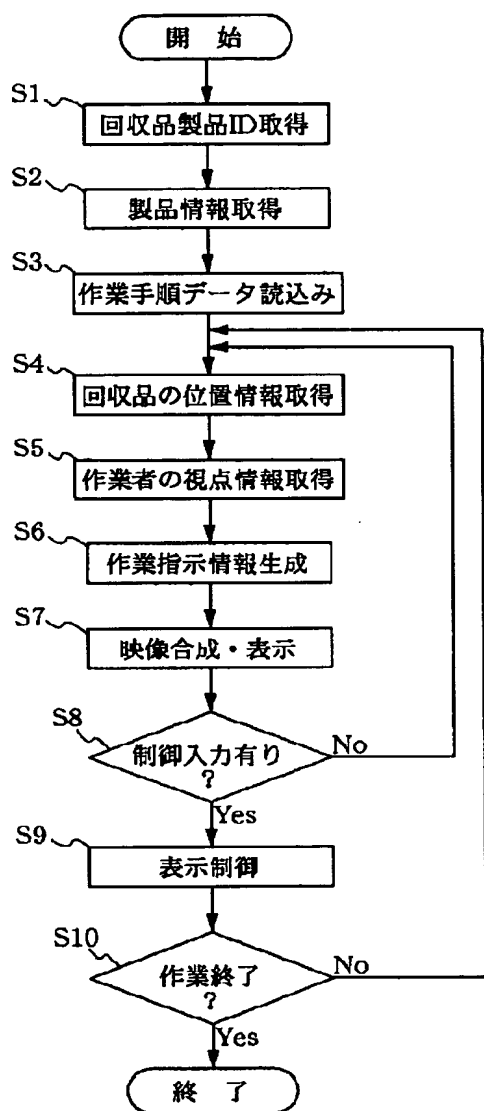 開 始
S1
回収品製品ID取得
S2
製品情報取得
S3
作業手順データ読込み
S4
回収品の位置情報取得
S5
作業者の視点情報取得
S6
作業指示情報生成
S7
映像合成・表示
S8
制御入力有り
?
No
Yes
S9
表示制御
S10
作業終了
?
No
Yes
終 了